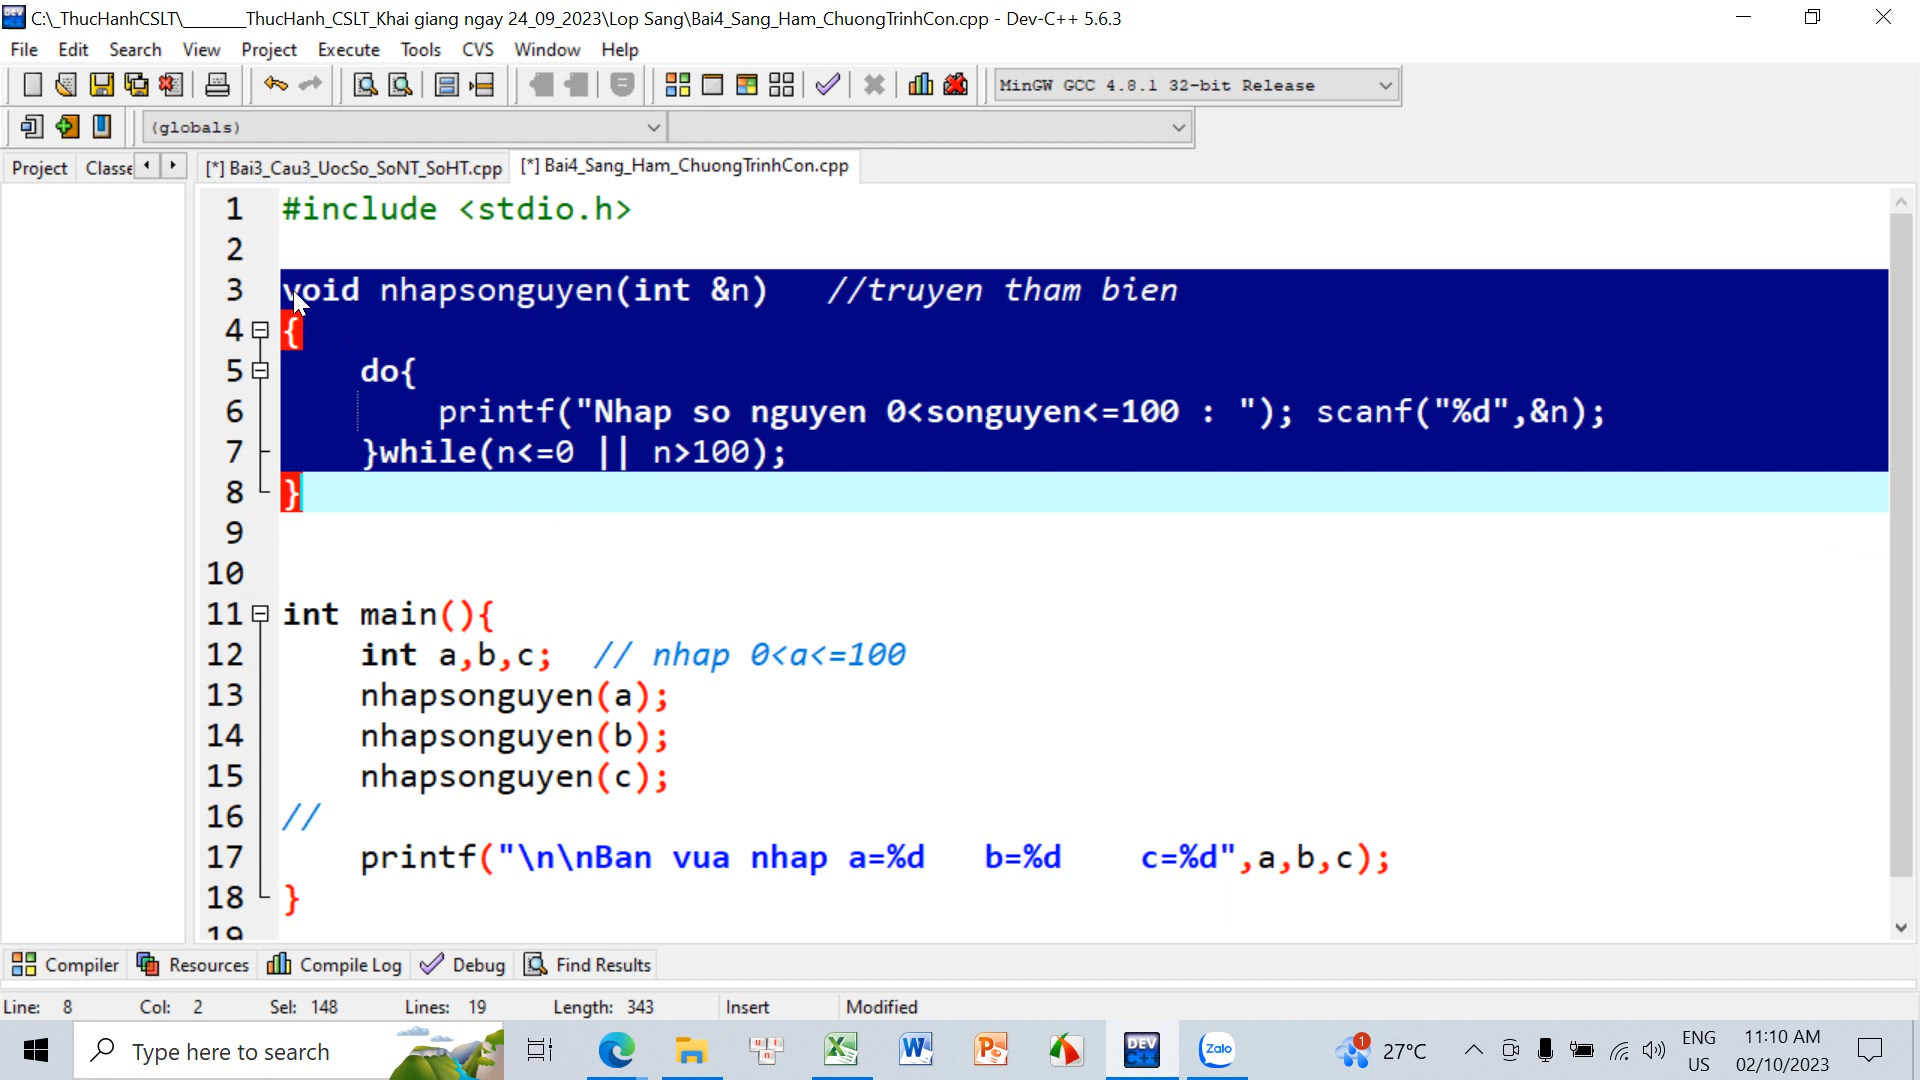 C:\_ThucHanhCSLT\_______ThucHanh_CSLT_Khai giang ngay 24_09_2023\Lop Sang\Bai4_Sang_Ham_ChuongTrinhCon.cpp - Dev-C++ 5.6.3
File Edit Search View Project Execute Tools CVS Window Help
MinGW GCC 4.8.1 32-bit Release
(globals)
Project Classe [*] Bai3_Cau3_UocSo_SoNT_SoHT.cpp [*] Bai4_Sang_Ham_ChuongTrinhCon.cpp
1 #include <stdio.h>
2
3 void nhapsonguyen(int &n) //truyen tham bien
4 {
5 do{
6 printf("Nhap so nguyen 0<songuyen<=100 : "); scanf("%d",&n);
7 }while(n<=0 || n>100);
8 }
9
10
11 int main(){
12 int a,b,c; // nhap 0<a<=100
13 nhapsonguyen(a);
14 nhapsonguyen(b);
15 nhapsonguyen(c);
16 //
17 printf("\n\nBan vua nhap a=%d b=%d c=%d",a,b,c);
18 }
19
Compiler Resources Compile Log Debug Find Results
Line: 8 Col: 2 Sel: 148 Lines: 19 Length: 343 Insert Modified
Type here to search
DEV
Zalo
1
27°C
ENG
US
11:10 AM
02/10/2023